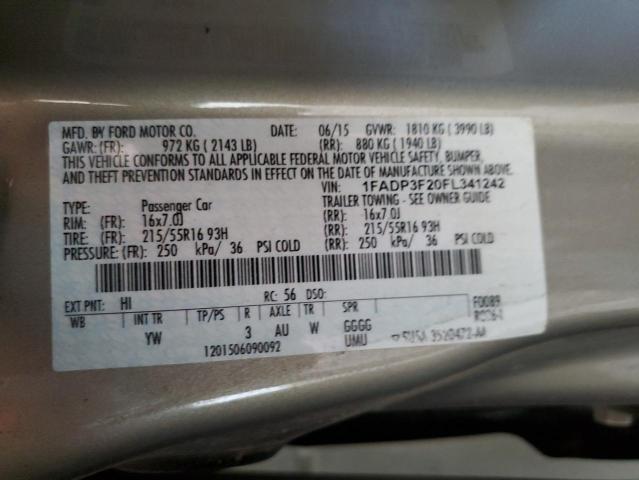 MFD. BY FORD MOTOR CO. DATE: 06/15 GVWR: 1810 KG ( 3990 LB)
GAWR: (FR): 972 KG ( 2143 LB) (RR): 880 KG ( 1940 LB)
THIS VEHICLE CONFORMS TO ALL APPLICABLE FEDERAL MOTOR VEHICLE SAFETY, BUMPER,
AND THEFT PREVENTION STANDARDS IN EFFECT ON THE DATE OF MANUFACTURE SHOWN ABOVE.
VIN: 1FADP3F20FL341242
TYPE: Passenger Car TRAILER TOWING - SEE OWNER GUIDE
RIM: (FR): 16x7.0J (RR): 16x7.0J
TIRE: (FR): 215/55R16 93H (RR): 215/55R16 93H
PRESSURE: (FR): 250 kPa/ 36 PSI COLD (RR): 250 kPa/ 36 PSI COLD
EXT PNT: HI RC: 56 DSO: F0089
WB INT TR TP/PS R AXLE TR SPR
YW 3 AU W GGGG
1201506090092 UMU